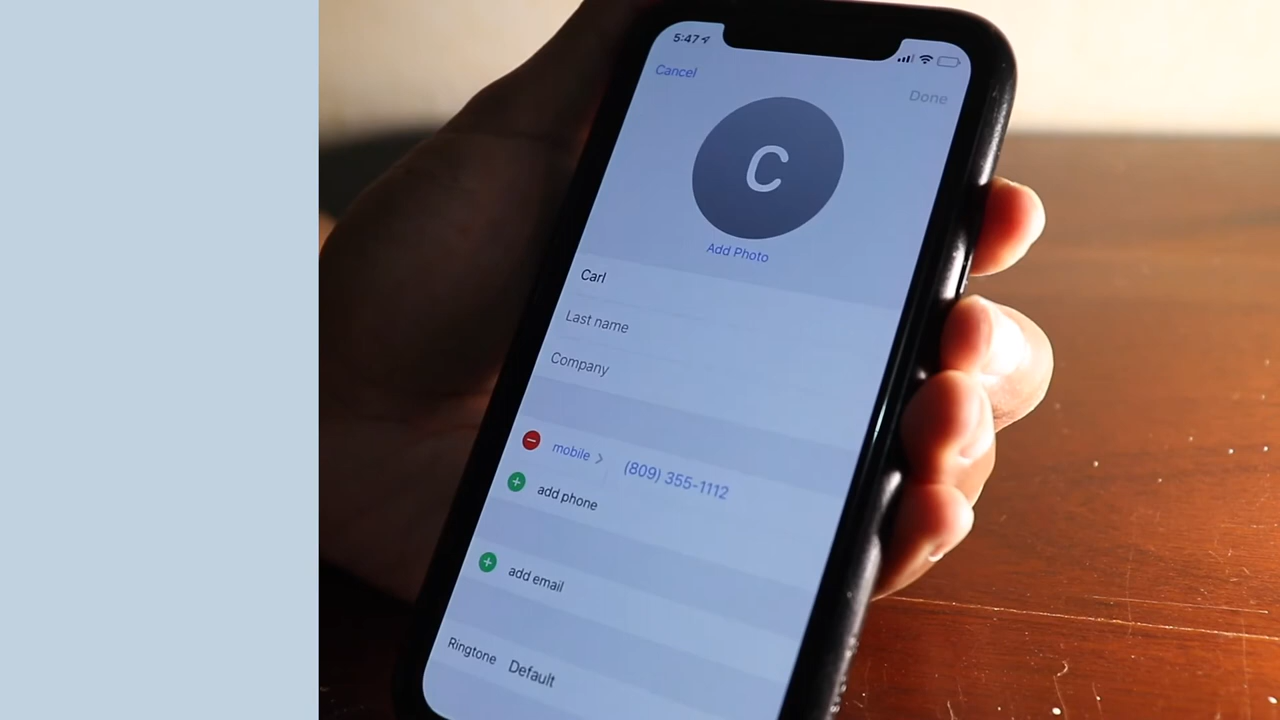 5:47
Cancel
Done
C
Add Photo
Carl
Last name
Company
mobile
(809) 355-1112
add phone
add email
Ringtone Default